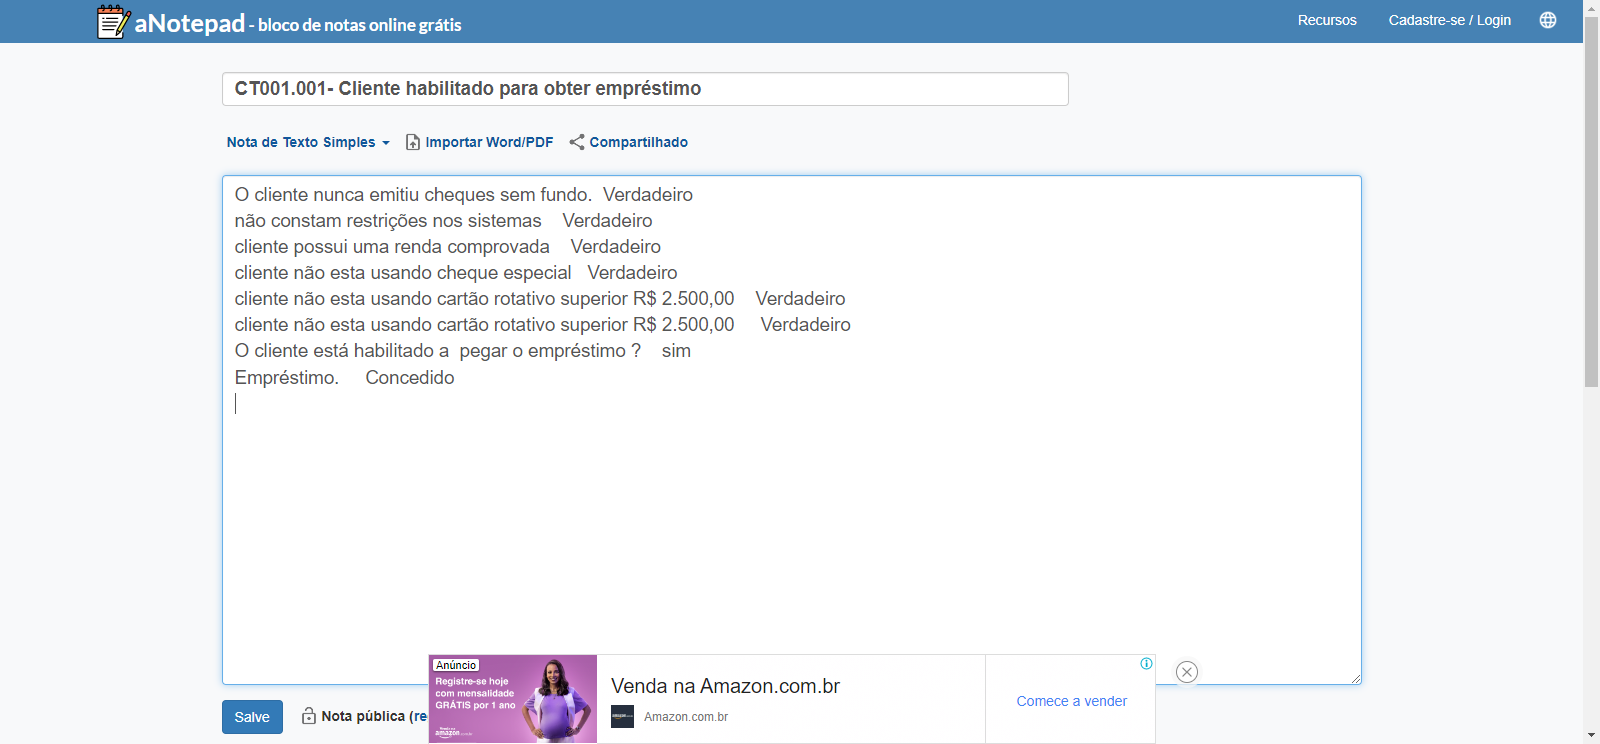 aNotepad - bloco de notas online grátis
Recursos
Cadastre-se / Login
CT001.001- Cliente habilitado para obter empréstimo
Nota de Texto Simples
Importar Word/PDF
Compartilhado
O cliente nunca emitiu cheques sem fundo.  Verdadeiro
não constam restrições nos sistemas    Verdadeiro
cliente possui uma renda comprovada    Verdadeiro
cliente não esta usando cheque especial   Verdadeiro
cliente não esta usando cartão rotativo superior R$ 2.500,00    Verdadeiro
cliente não esta usando cartão rotativo superior R$ 2.500,00     Verdadeiro
O cliente está habilitado a  pegar o empréstimo ?    sim
Empréstimo.     Concedido
Anúncio
Registre-se hoje
com mensalidade
GRÁTIS por 1 ano
amazon
Venda na Amazon.com.br
amazon
Amazon.com.br
Comece a vender
Salve
Nota pública (re